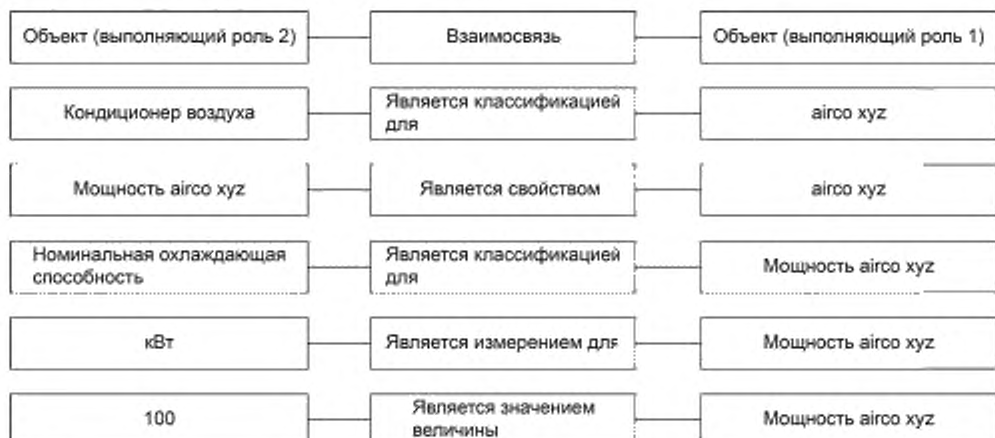 Объект (выполняющий роль 2)
Взаимосвязь
Объект (выполняющий роль 1)
Кондиционер воздуха
Является классификацией
для
airco xyz
Мощность airco xyz
Является свойством
airco xyz
Номинальная охлаждающая
способность
Является классификацией
для
Мощность airco xyz
кВт
Является измерением для
Мощность airco xyz
100
Является значением
величины
Мощность airco xyz